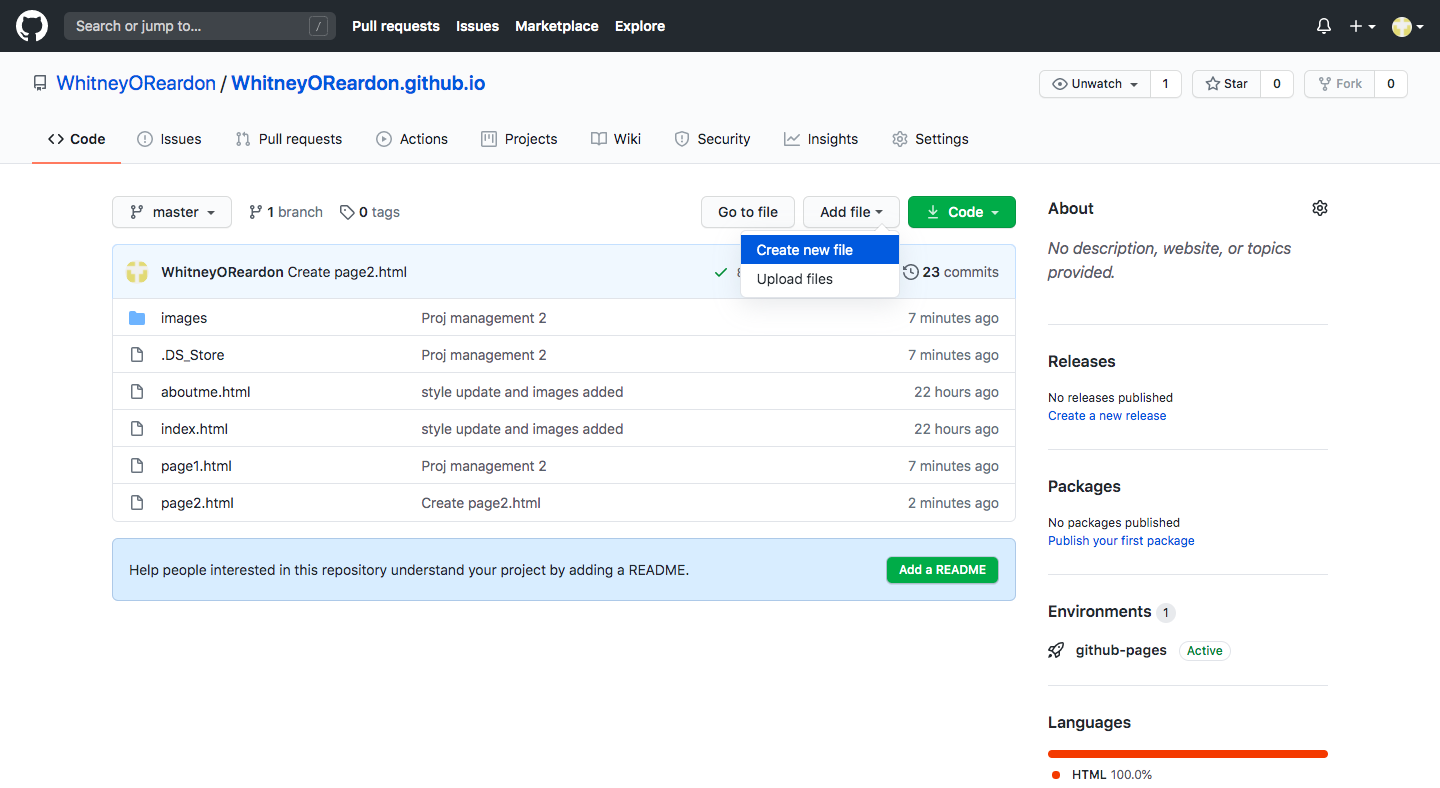 Search or jump to... / Pull requests Issues Marketplace Explore
WhitneyOReardon / WhitneyOReardon.github.io Unwatch 1 Star 0 Fork 0
Code Issues Pull requests Actions Projects Wiki Security Insights Settings
master 1 branch 0 tags Go to file Add file Code
Create new file
Upload files
WhitneyOReardon Create page2.html 23 commits
images Proj management 2 7 minutes ago
.DS_Store Proj management 2 7 minutes ago
aboutme.html style update and images added 22 hours ago
index.html style update and images added 22 hours ago
page1.html Proj management 2 7 minutes ago
page2.html Create page2.html 2 minutes ago
Help people interested in this repository understand your project by adding a README. Add a README
About
No description, website, or topics
provided.
Releases
No releases published
Create a new release
Packages
No packages published
Publish your first package
Environments 1
github-pages Active
Languages
HTML 100.0%